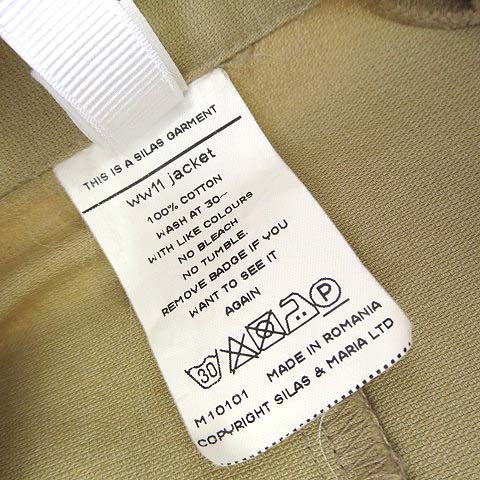 THIS IS A SILAS GARMENT
ww11 jacket
100% COTTON
WASH AT 30~
WITH LIKE COLOURS
NO BLEACH
NO TUMBLE.
REMOVE BADGE IF YOU
WANT TO SEE IT
AGAIN
30 P
M10101 MADE IN ROMANIA
COPYRIGHT SILAS & MARIA LTD